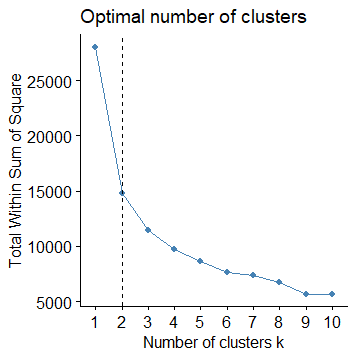 Optimal number of clusters
Total Within Sum of Square
25000
20000
15000
10000
5000
1 2 3 4 5 6 7 8 9 10
Number of clusters k